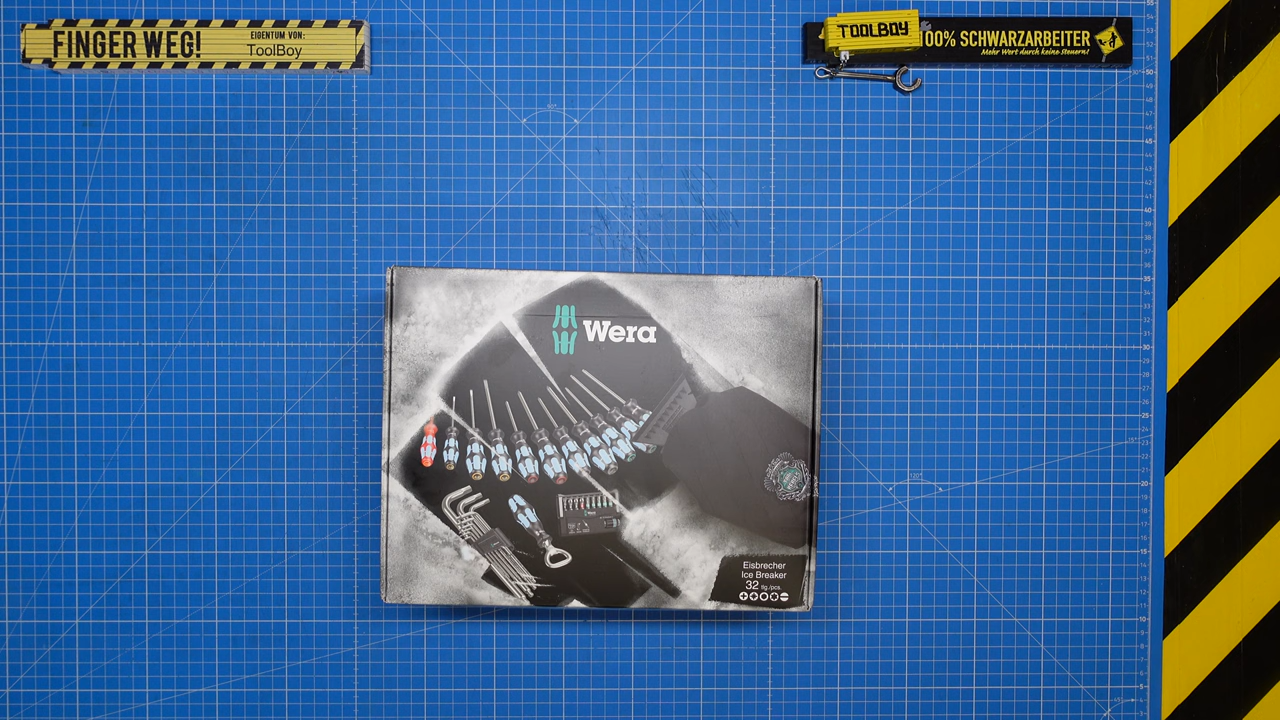 FINGER WEG!
EIGENTUM VON:
ToolBoy
TOOLBOY
100% SCHWARZARBEITER
Mehr Wert durch keine Steuern!
Wera
Eisbrecher
Ice Breaker
32 tlg./pcs.